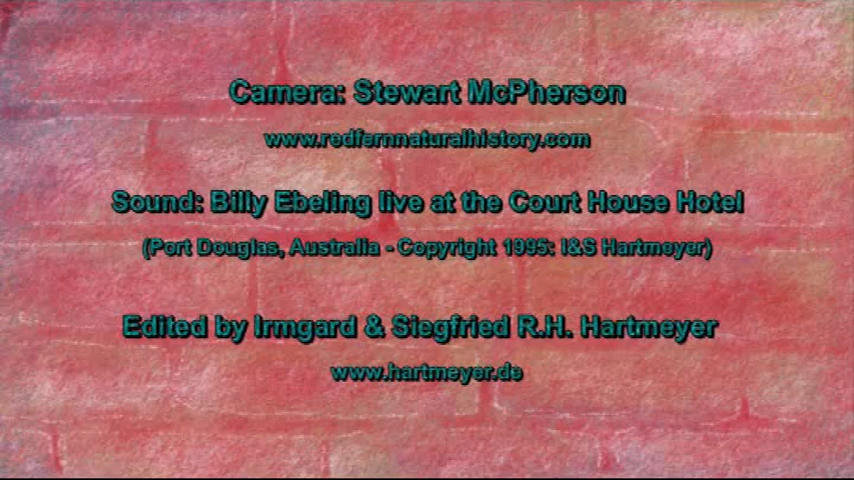 Camera: Stewart McPherson
www.redfernnaturalhistory.com
Sound: Billy Ebeling live at the Court House Hotel
(Port Douglas, Australia - Copyright 1995: I&S Hartmeyer)
Edited by Irmgard & Siegfried R.H. Hartmeyer
www.hartmeyer.de